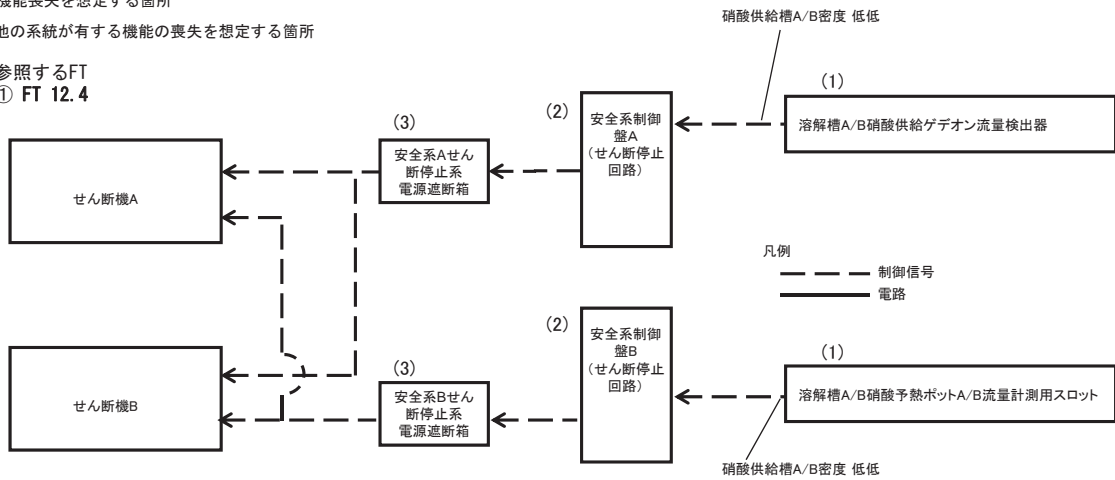 機能喪失を想定する箇所
他の系統が有する機能の喪失を想定する箇所
参照するFT
① FT 12.4
硝酸供給槽A/B密度 低低
(1)
溶解槽A/B硝酸供給ゲデオン流量検出器
(2)
安全系制御
盤A
(せん断停止
回路)
(3)
安全系Aせん
断停止系
電源遮断箱
せん断機A
凡例
制御信号
電路
(1)
溶解槽A/B硝酸予熱ポットA/B流量計測用スロット
硝酸供給槽A/B密度 低低
(2)
安全系制御
盤B
(せん断停止
回路)
(3)
安全系Bせん
断停止系
電源遮断箱
せん断機B